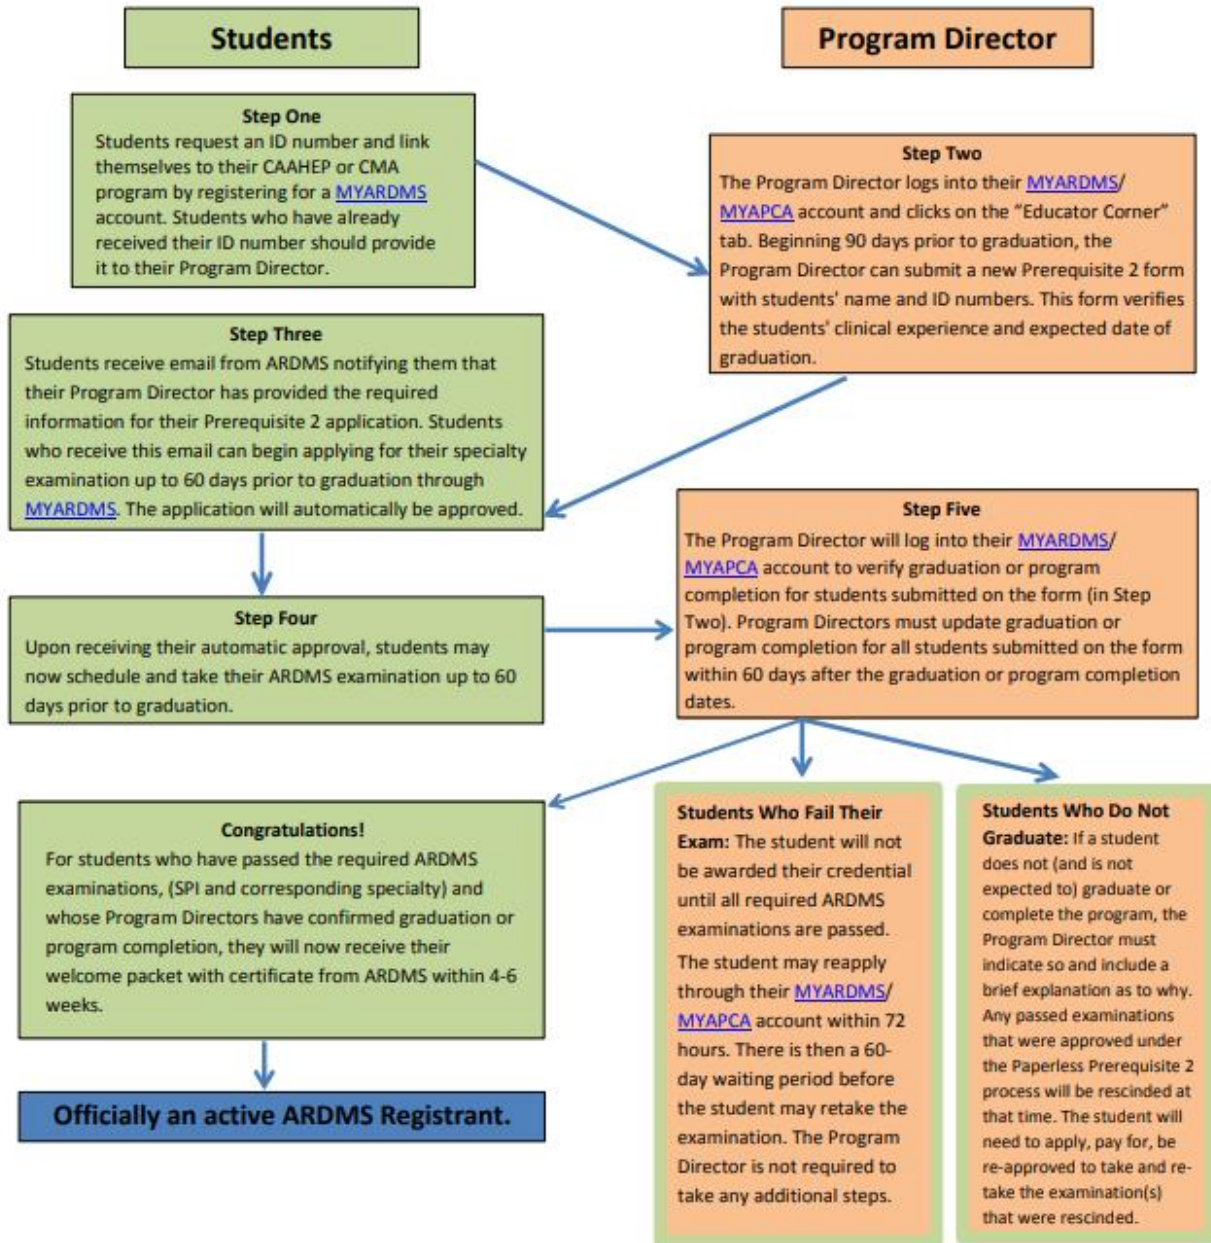 Students
Program Director
Step One
Students request an ID number and link
themselves to their CAAHEP or CMA
program by registering for a MYARDMS
account. Students who have already
received their ID number should provide
it to their Program Director.
Step Two
The Program Director logs into their MYARDMS/
MYAPCA account and clicks on the “Educator Corner”
tab. Beginning 90 days prior to graduation, the
Program Director can submit a new Prerequisite 2 form
with students' name and ID numbers. This form verifies
the students' clinical experience and expected date of
graduation.
Step Three
Students receive email from ARDMS notifying them that
their Program Director has provided the required
information for their Prerequisite 2 application. Students
who receive this email can begin applying for their specialty
examination up to 60 days prior to graduation through
MYARDMS. The application will automatically be approved.
Step Four
Upon receiving their automatic approval, students may
now schedule and take their ARDMS examination up to 60
days prior to graduation.
Step Five
The Program Director will log into their MYARDMS/
MYAPCA account to verify graduation or program
completion for students submitted on the form (in Step
Two). Program Directors must update graduation or
program completion for all students submitted on the form
within 60 days after the graduation or program completion
dates.
Congratulations!
For students who have passed the required ARDMS
examinations, (SPI and corresponding specialty) and
whose Program Directors have confirmed graduation or
program completion, they will now receive their
welcome packet with certificate from ARDMS within 4-6
weeks.
Officially an active ARDMS Registrant.
Students Who Fail Their
Exam: The student will not
be awarded their credential
until all required ARDMS
examinations are passed.
The student may reapply
through their MYARDMS/
MYAPCA account within 72
hours. There is then a 60-
day waiting period before
the student may retake the
examination. The Program
Director is not required to
take any additional steps.
Students Who Do Not
Graduate: If a student
does not (and is not
expected to) graduate or
complete the program, the
Program Director must
indicate so and include a
brief explanation as to why.
Any passed examinations
that were approved under
the Paperless Prerequisite 2
process will be rescinded at
that time. The student will
need to apply, pay for, be
re-approved to take and re-
take the examination(s)
that were rescinded.